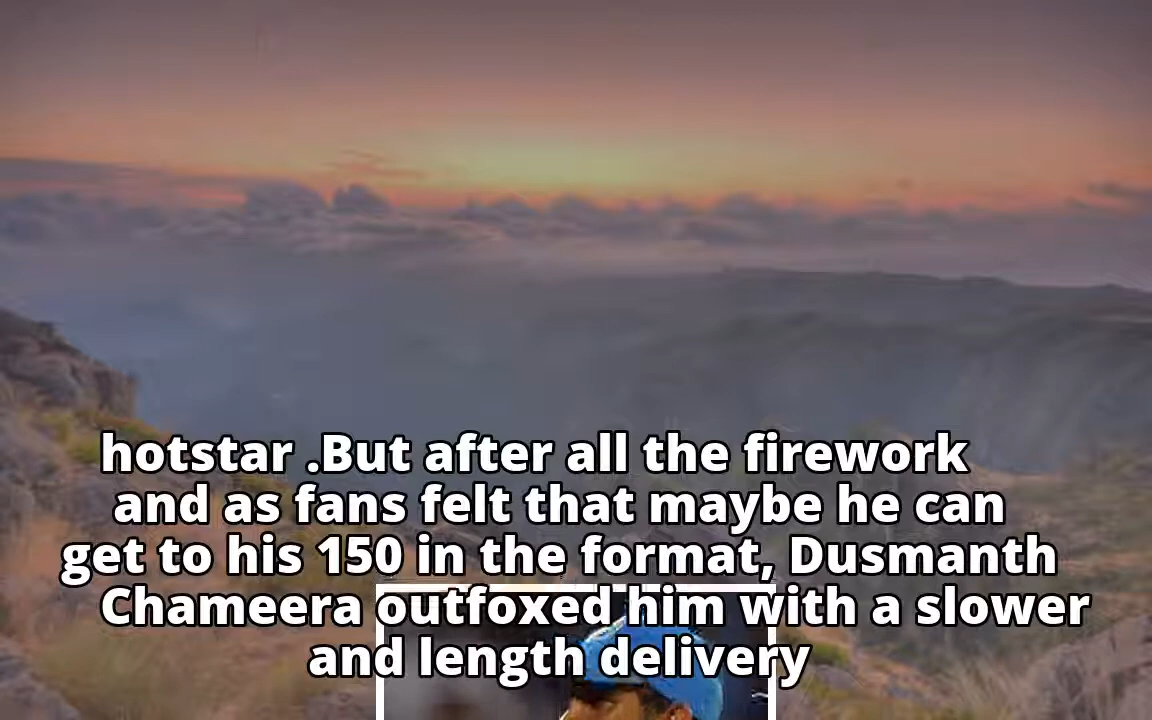 hotstar .But after all the firework
and as fans felt that maybe he can
get to his 150 in the format, Dusmanth
Chameera outfoxed him with a slower
and length delivery